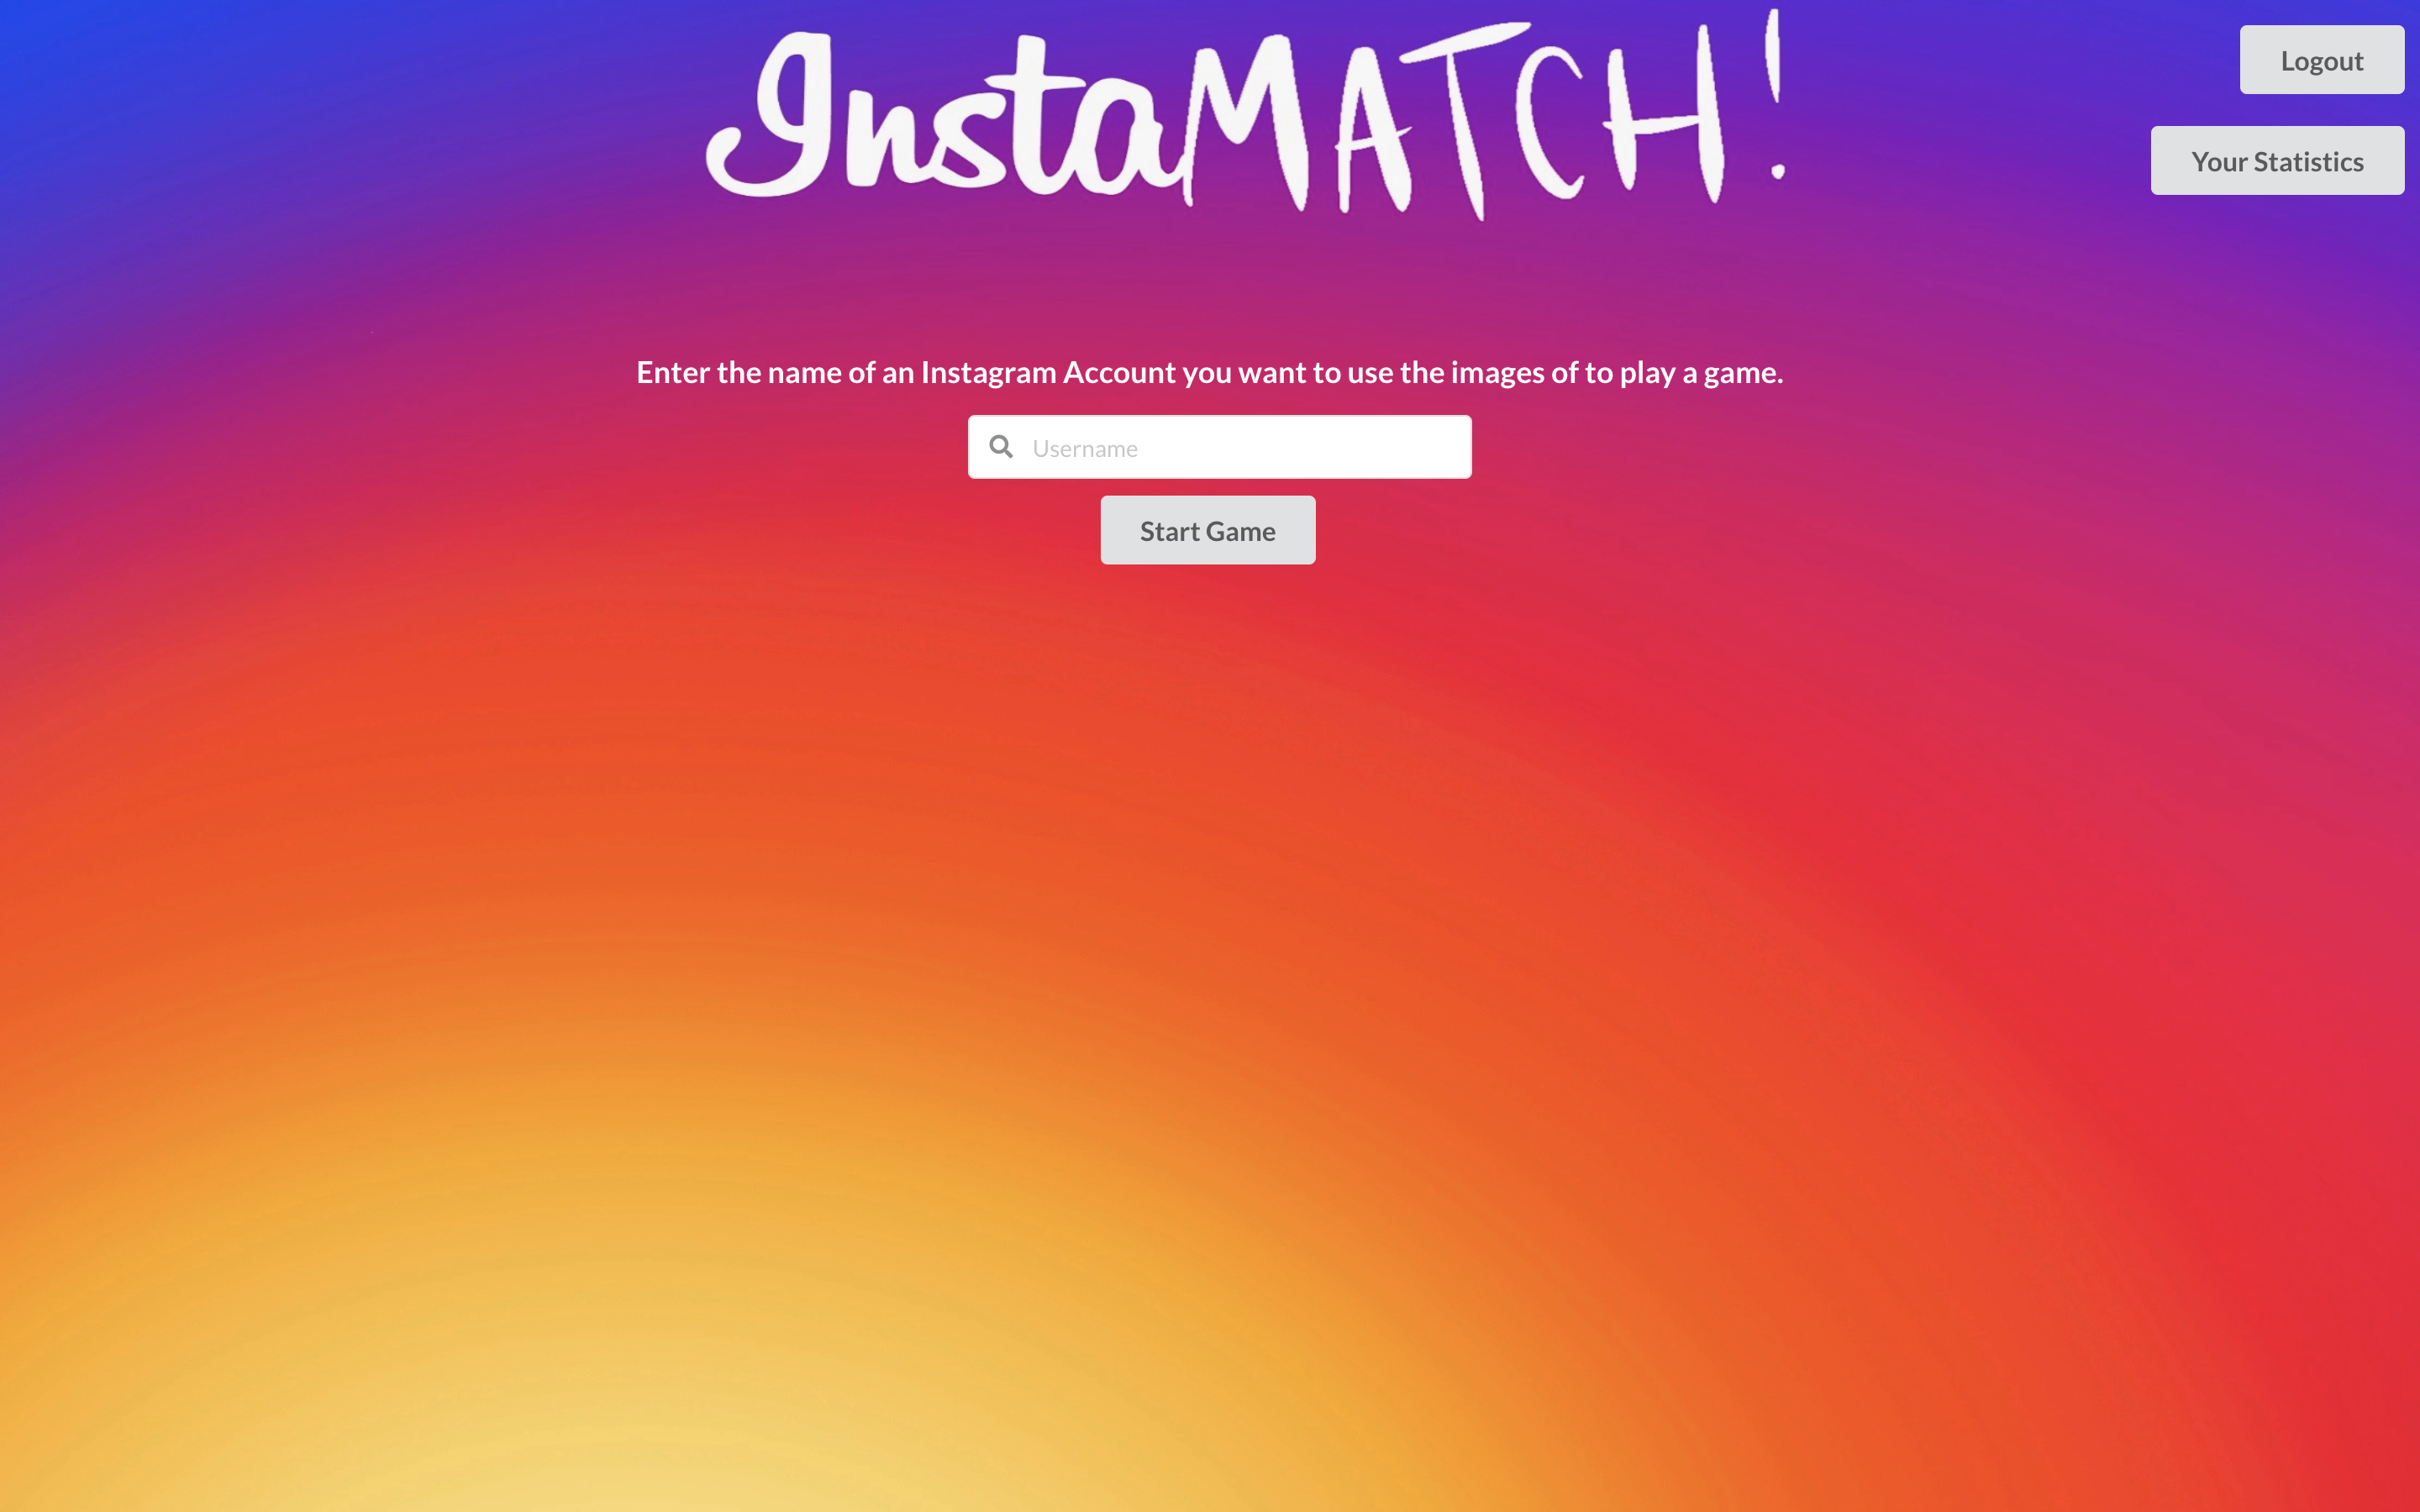 InstaMATCH!
Logout
Your Statistics
Enter the name of an Instagram Account you want to use the images of to play a game.
Username
Start Game